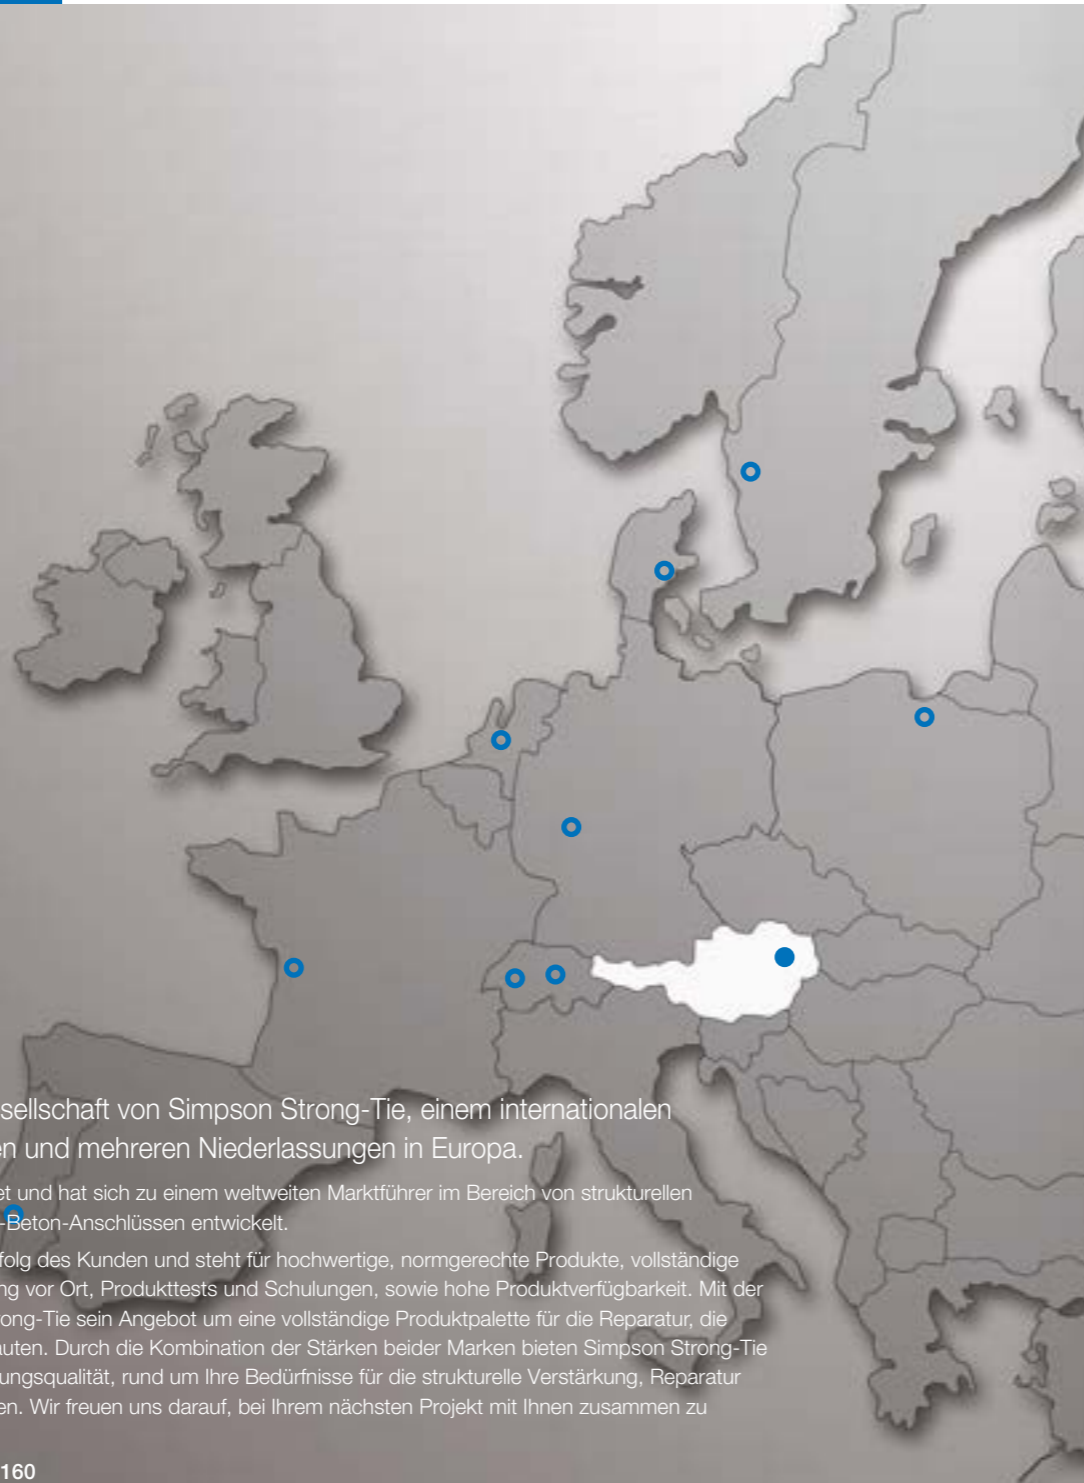 sellschaft von Simpson Strong-Tie, einem internationalen
en und mehreren Niederlassungen in Europa.
et und hat sich zu einem weltweiten Marktführer im Bereich von strukturellen
-Beton-Anschlüssen entwickelt.
folg des Kunden und steht für hochwertige, normgerechte Produkte, vollständige
ng vor Ort, Produkttests und Schulungen, sowie hohe Produktverfügbarkeit. Mit der
rong-Tie sein Angebot um eine vollständige Produktpalette für die Reparatur, die
auten. Durch die Kombination der Stärken beider Marken bieten Simpson Strong-Tie
ungsqualität, rund um Ihre Bedürfnisse für die strukturelle Verstärkung, Reparatur
en. Wir freuen uns darauf, bei Ihrem nächsten Projekt mit Ihnen zusammen zu
160